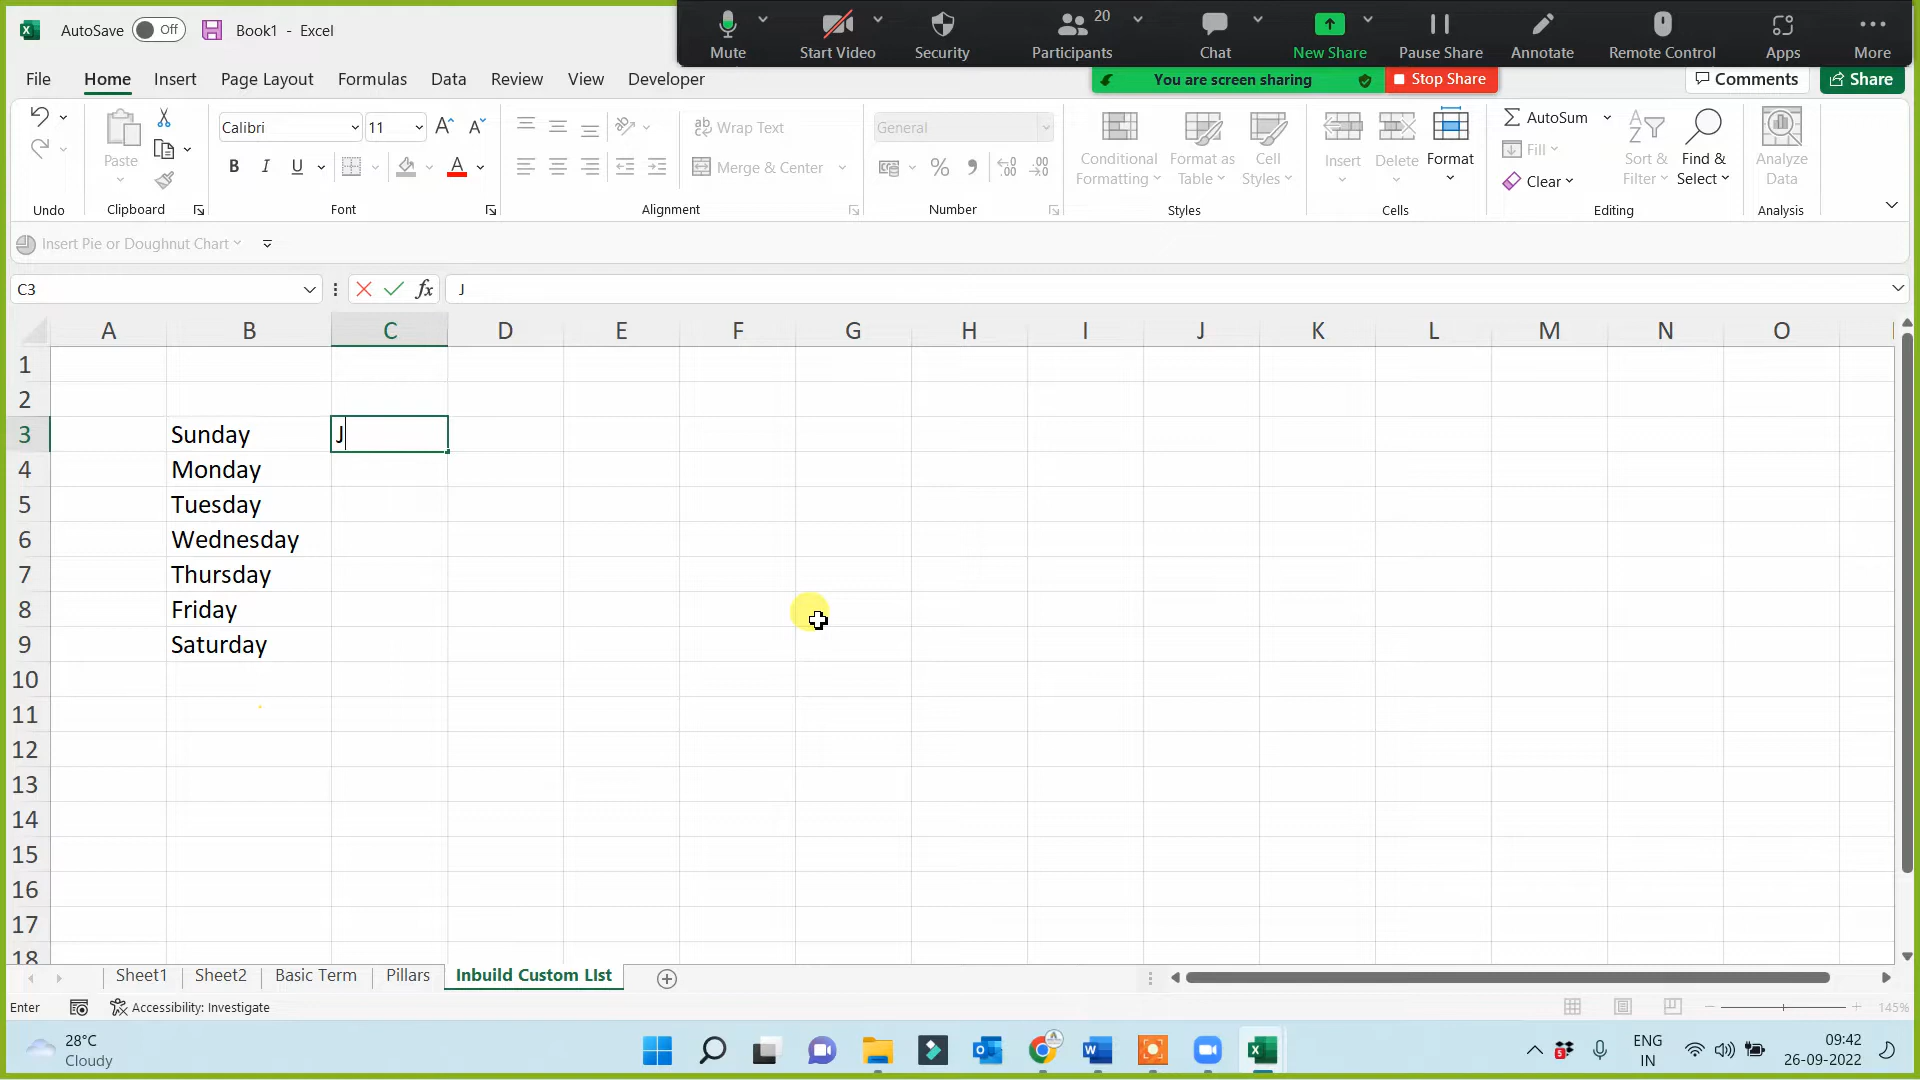 AutoSave Off Book1 - Excel
Mute Start Video Security Participants 20 Chat New Share Pause Share Annotate Remote Control Apps More
You are screen sharing Stop Share
File Home Insert Page Layout Formulas Data Review View Developer Comments Share
Calibri 11 A A Wrap Text General AutoSum
Paste B I U A Merge & Center % Conditional Formatting Format as Table Cell Styles Insert Delete Format Fill Clear Sort & Filter Find & Select Analyze Data
Undo Clipboard Font Alignment Number Styles Cells Editing Analysis
Insert Pie or Doughnut Chart
C3 fx J
A B C D E F G H I J K L M N O
1
2
3 Sunday J
4 Monday
5 Tuesday
6 Wednesday
7 Thursday
8 Friday
9 Saturday
10
11
12
13
14
15
16
17
18
Sheet1 Sheet2 Basic Term Pillars Inbuild Custom LIst
Enter Accessibility: Investigate 145%
28°C
Cloudy
ENG
IN
09:42
26-09-2022